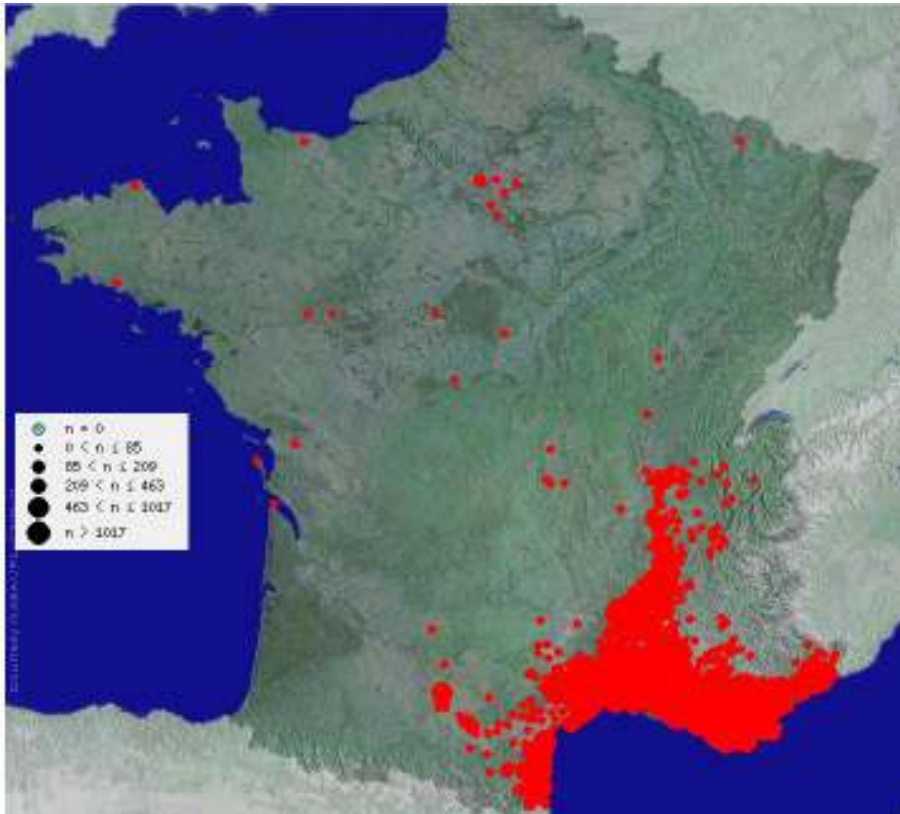 n = 0
0 < n ≤ 85
85 < n ≤ 209
209 < n ≤ 463
463 < n ≤ 1017
n > 1017